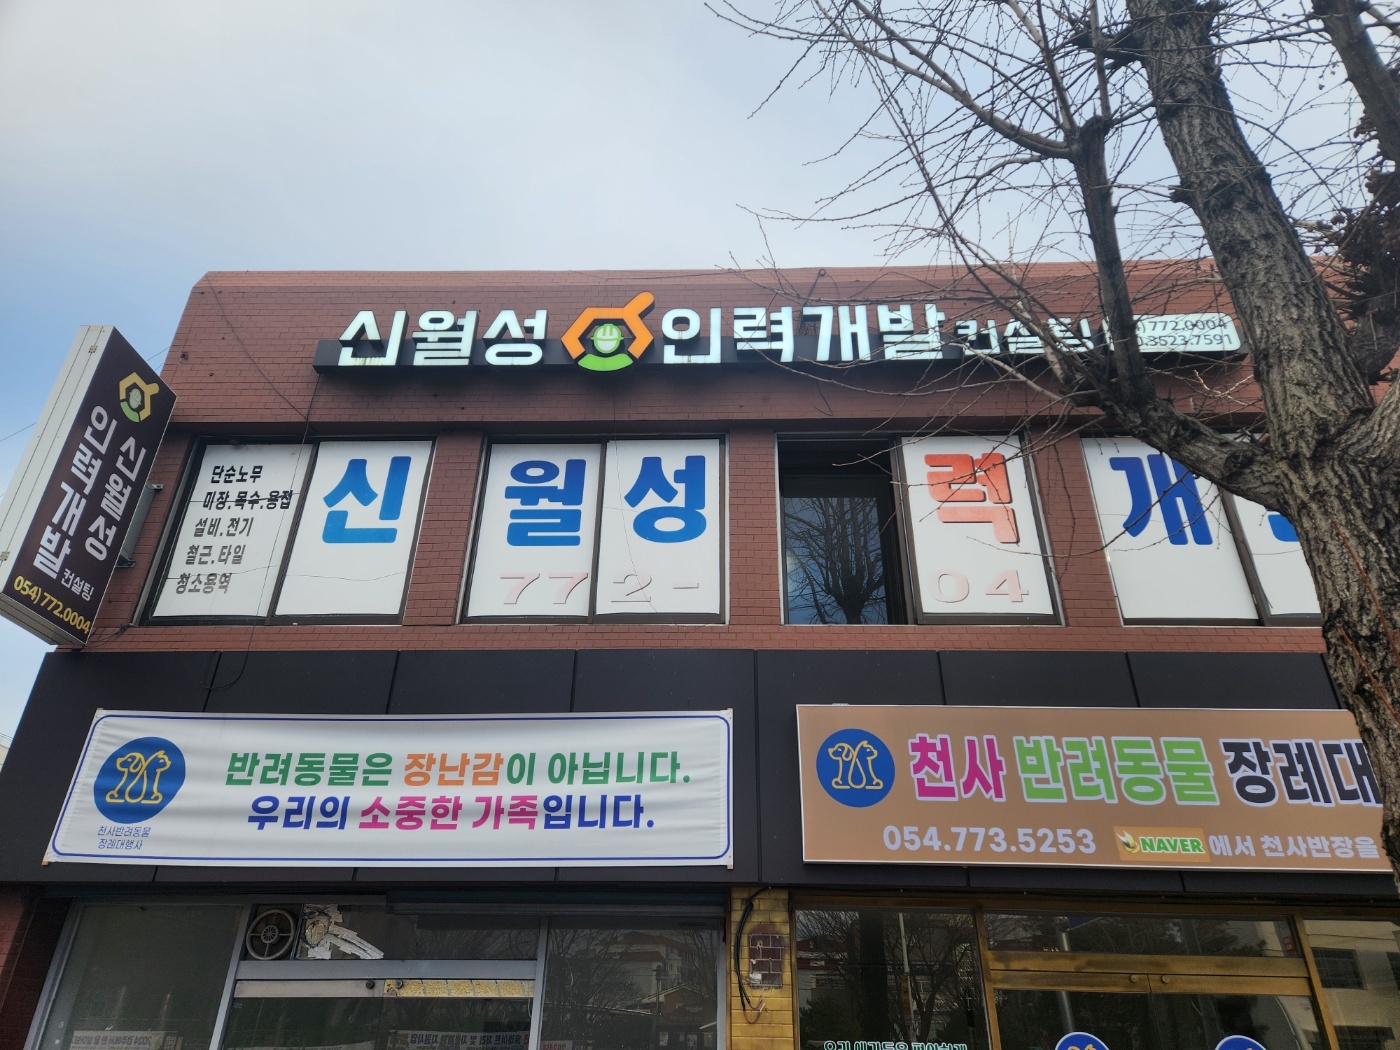 신월성 인력개발 컨설팅
772.0004
3523.7591
신월성
인력개발 컨설팅
054) 772.0004
단순노무
미장.목수.용접
설비.전기
철근.타일
청소용역
신 월 성 력 개
772- 04
반려동물은 장난감이 아닙니다.
우리의 소중한 가족입니다.
천사반려동물
장례대행사
천사 반려동물 장례대
054.773.5253 NAVER 에서 천사반장을